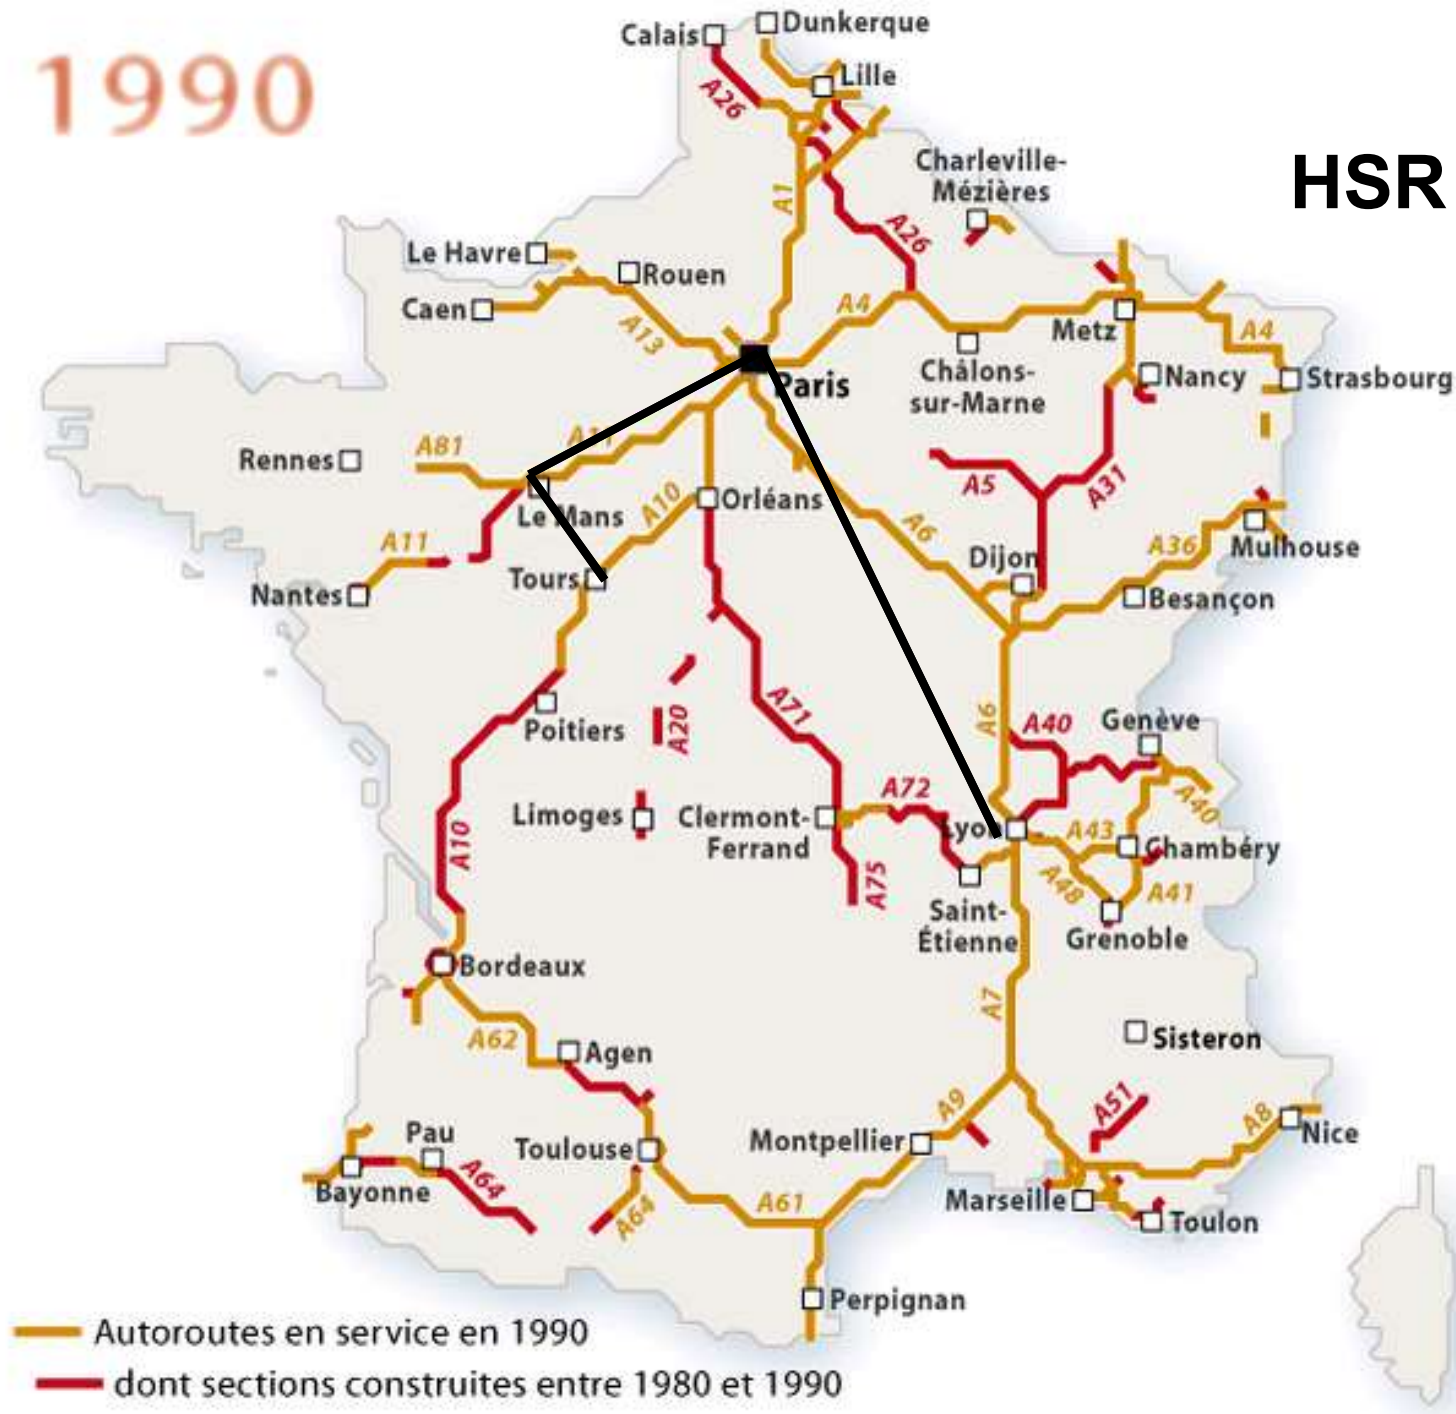 1990
HSR
Calais
Dunkerque
Lille
A26
Charleville-
Mézières
A1
A26
Le Havre
Rouen
Caen
A13
A4
Metz
A4
Châlons-
sur-Marne
Nancy
Strasbourg
Paris
A81
A11
Rennes
Le Mans
A10
Orléans
A5
A31
A6
A11
Dijon
A36
Mulhouse
Nantes
Tours
Besançon
A71
A20
Poitiers
A6
A40
Genève
A72
A40
Limoges
Clermont-
Ferrand
Lyon
A43
Chambéry
A10
A75
A48
A41
Saint-
Étienne
Grenoble
Bordeaux
A7
A62
Agen
Sisteron
A51
A9
A8
Nice
Pau
Toulouse
Montpellier
A64
Bayonne
A64
A61
Marseille
Toulon
Perpignan
Autoroutes en service en 1990
dont sections construites entre 1980 et 1990